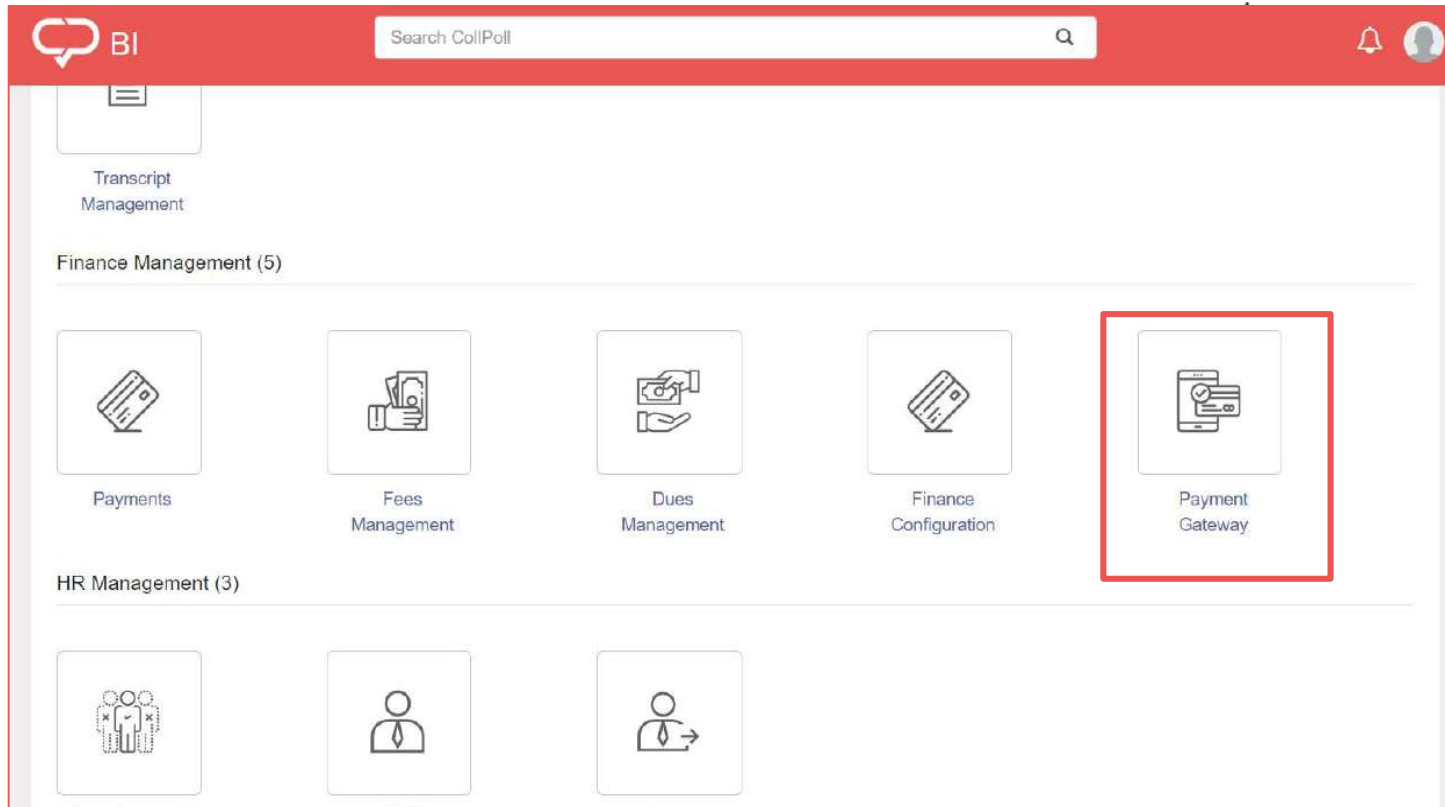 BI
Search CollPoll
Transcript
Management
Finance Management (5)
Payments
Fees
Management
Dues
Management
Finance
Configuration
Payment
Gateway
HR Management (3)